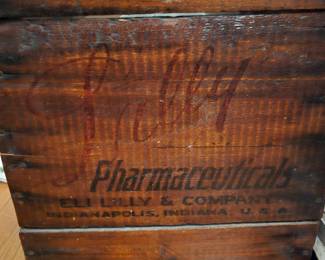 Lilly
Pharmaceuticals
ELI LILLY & COMPANY
INDIANAPOLIS, INDIANA, U. S. A.